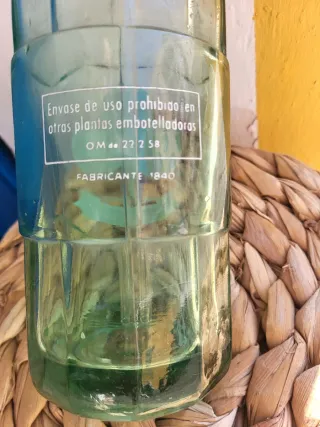 Envase de uso prohibido en
otras plantas embotelladoras
O M de 27 2 58
FABRICANTE 1840